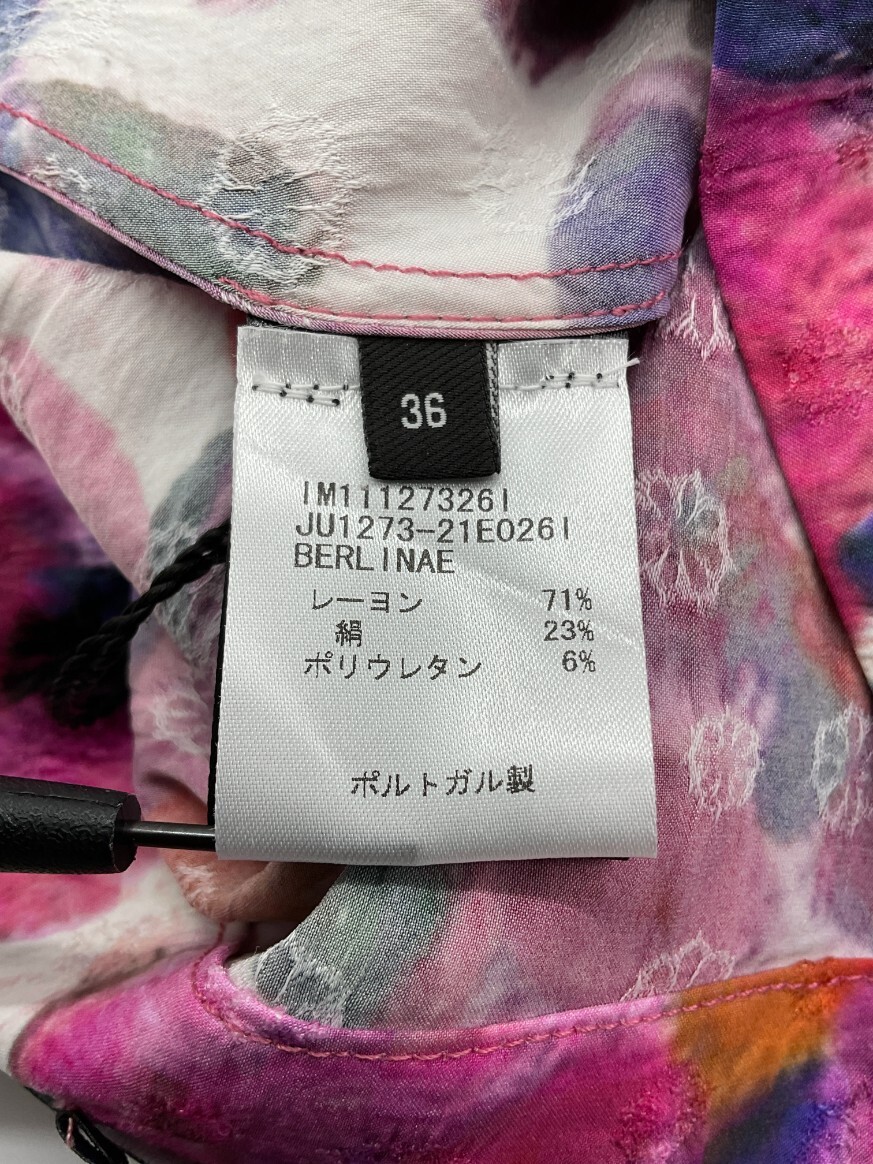 36
IM11127326I
JU1273-21E026I
BERLINAE
レーヨン 71%
絹 23%
ポリウレタン 6%
ポルトガル製